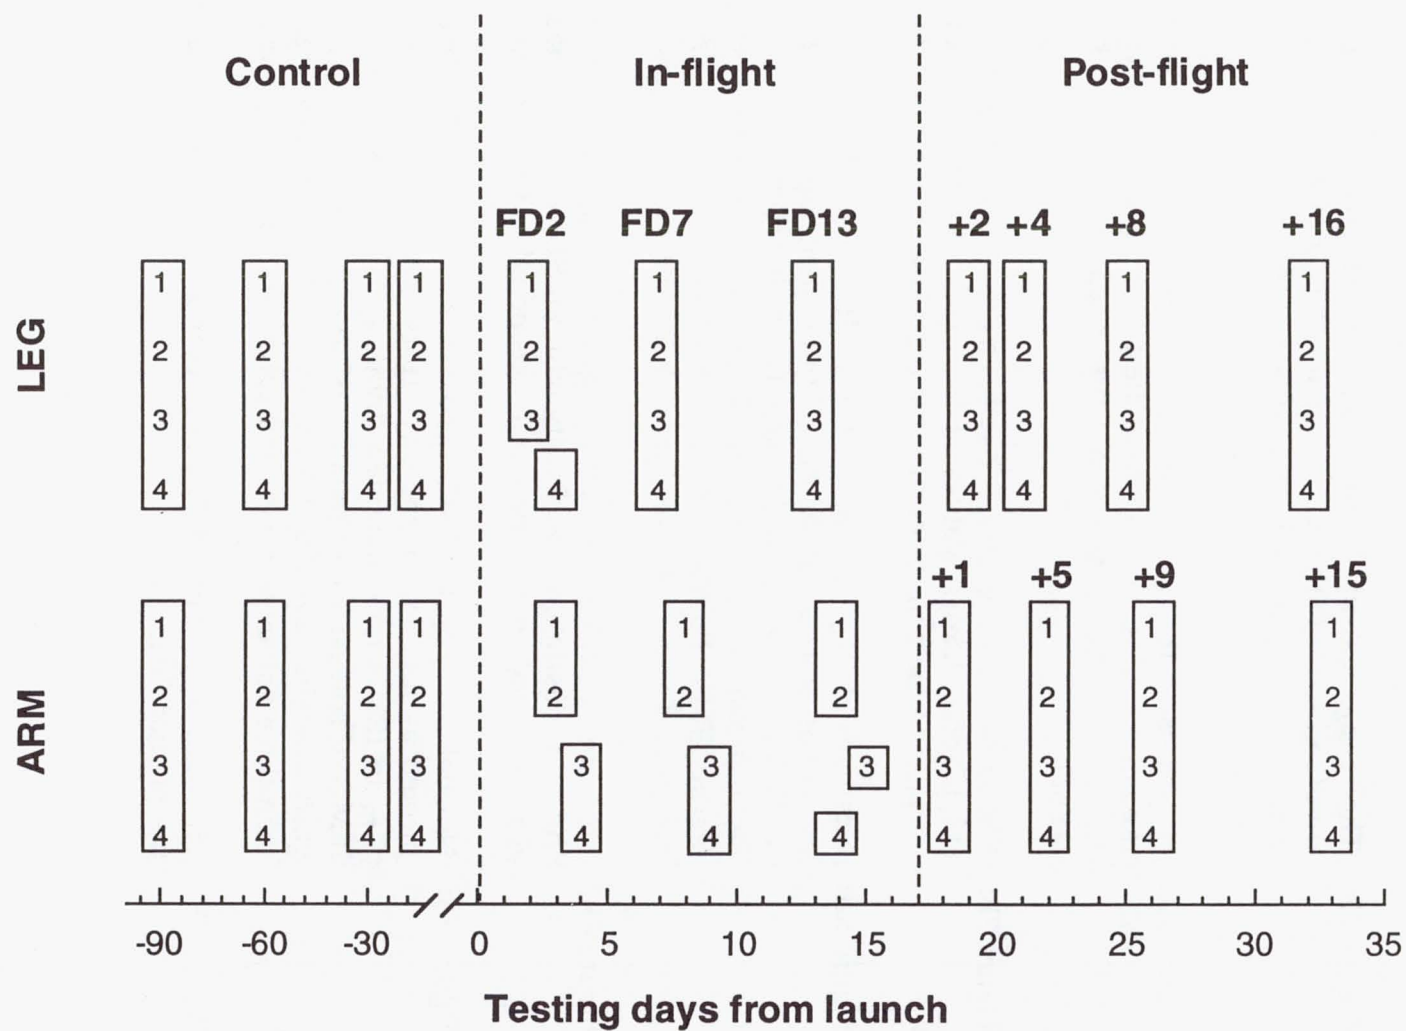 Control In-flight Post-flight
FD2 FD7 FD13 +2 +4 +8 +16
LEG
1 1 1 1 1 1 1 1 1 1 1
2 2 2 2 2 2 2 2 2 2 2
3 3 3 3 3 3 3 3 3 3 3
4 4 4 4 4 4 4 4 4 4 4
+1 +5 +9 +15
ARM
1 1 1 1 1 1 1 1 1 1 1
2 2 2 2 2 2 2 2 2 2 2
3 3 3 3 3 3 3 3 3 3 3
4 4 4 4 4 4 4 4 4 4 4
-90 -60 -30 0 5 10 15 20 25 30 35
Testing days from launch